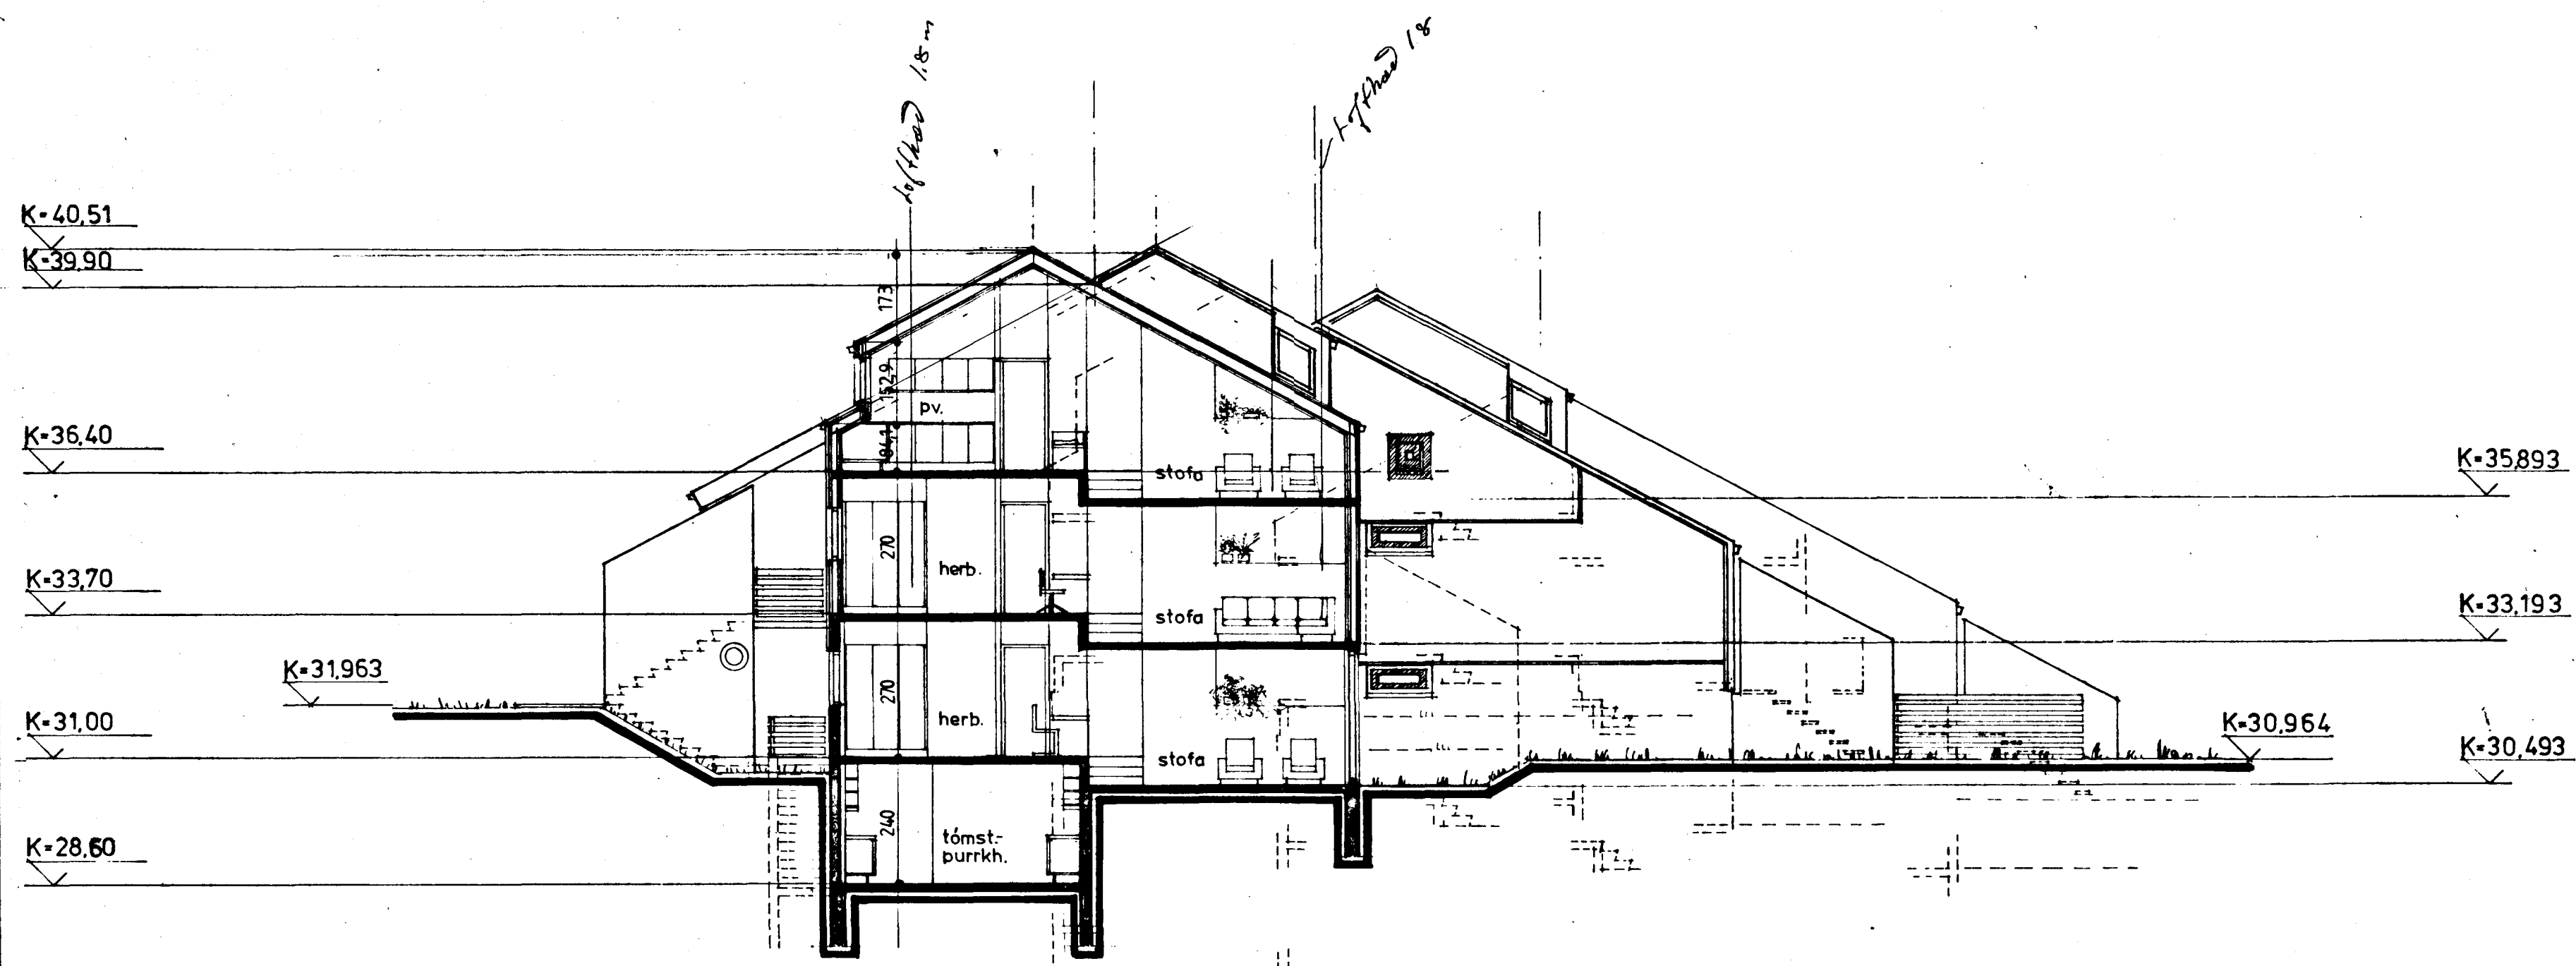 Lofthæð 1.8 m
Lofthæð 1.8
K=40,51
K=39,90
173
152,9
pv.
K=36,40
84,1
stofa
K=35,893
270
herb.
K=33,70
stofa
K=33,193
K=31,963
270
herb.
K=31,00
stofa
K=30,964
K=30,493
240
tómst.-
þurrkh.
K=28,60